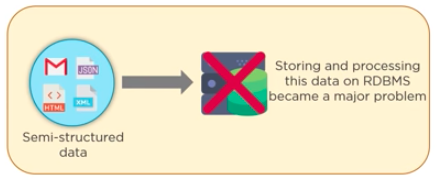 JSON
HTML
XML
Semi-structured
data
Storing and processing
this data on RDBMS
became a major problem